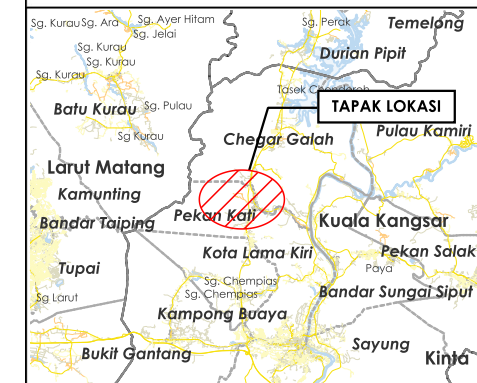 Sg. Kurau
Sg. Ara
Sg. Ayer Hitam
Sg. Jelai
Sg. Perak
Temelong
Sg. Kurau
Sg. Kurau
Durian Pipit
Sg. Kurau
Tasek Chenderoh
TAPAK LOKASI
Batu Kurau
Sg. Pulau
Sg Kurau
Chegar Galah
Pulau Kamiri
Larut Matang
Kamunting
Pekan Kati
Kuala Kangsar
Bandar Taiping
Kota Lama Kiri
Pekan Salak
Tupai
Paya
Sg. Chempias
Sg. Chempias
Bandar Sungai Siput
Sg Larut
Kampong Buaya
Sayung
Bukit Gantang
Kinta